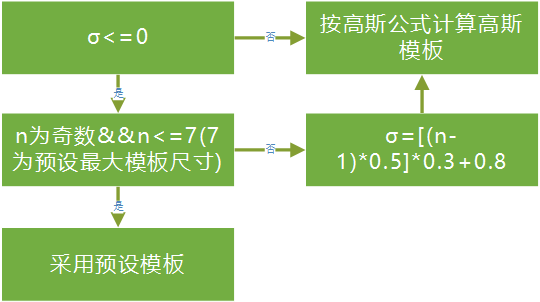 σ<=0
否
按高斯公式计算高斯
模板
是
n为奇数&&n<=7(7
为预设最大模板尺寸)
否
σ=[(n-
1)*0.5]*0.3+0.8
是
采用预设模板